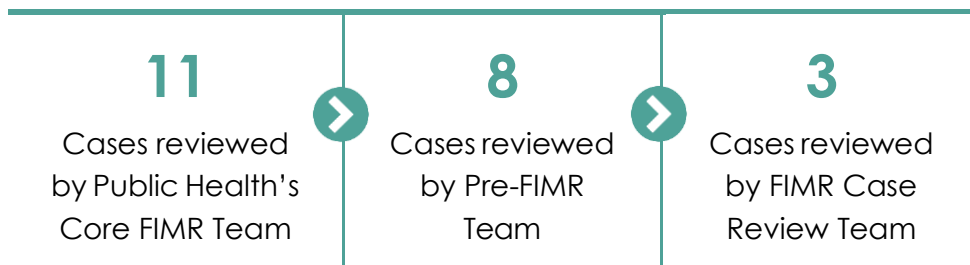 11
Cases reviewed
by Public Health’s
Core FIMR Team
8
Cases reviewed
by Pre-FIMR
Team
3
Cases reviewed
by FIMR Case
Review Team